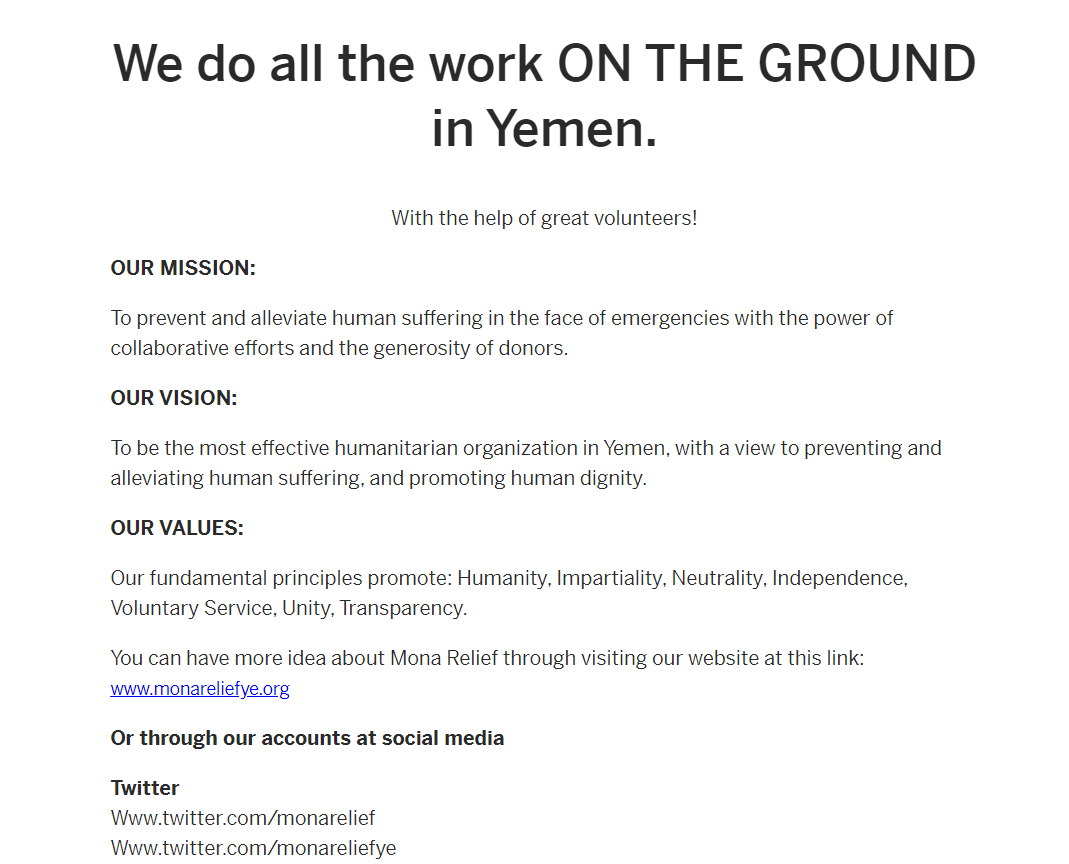 We do all the work ON THE GROUND
in Yemen.
With the help of great volunteers!
OUR MISSION:
To prevent and alleviate human suffering in the face of emergencies with the power of
collaborative efforts and the generosity of donors.
OUR VISION:
To be the most effective humanitarian organization in Yemen, with a view to preventing and
alleviating human suffering, and promoting human dignity.
OUR VALUES:
Our fundamental principles promote: Humanity, Impartiality, Neutrality, Independence,
Voluntary Service, Unity, Transparency.
You can have more idea about Mona Relief through visiting our website at this link:
www.monareliefye.org
Or through our accounts at social media
Twitter
Www.twitter.com/monarelief
Www.twitter.com/monareliefye